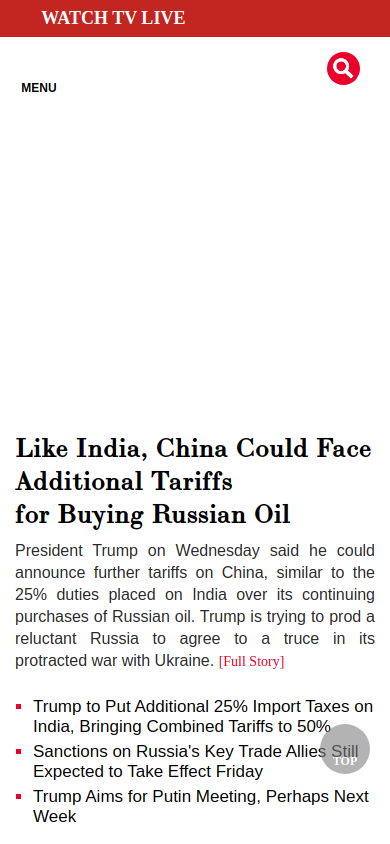 WATCH TV LIVE
MENU
Like India, China Could Face
Additional Tariffs
for Buying Russian Oil
President Trump on Wednesday said he could
announce further tariffs on China, similar to the
25% duties placed on India over its continuing
purchases of Russian oil. Trump is trying to prod a
reluctant Russia to agree to a truce in its
protracted war with Ukraine. [Full Story]
Trump to Put Additional 25% Import Taxes on
India, Bringing Combined Tariffs to 50%
Sanctions on Russia's Key Trade Allies Still
Expected to Take Effect Friday
TOP
Trump Aims for Putin Meeting, Perhaps Next
Week